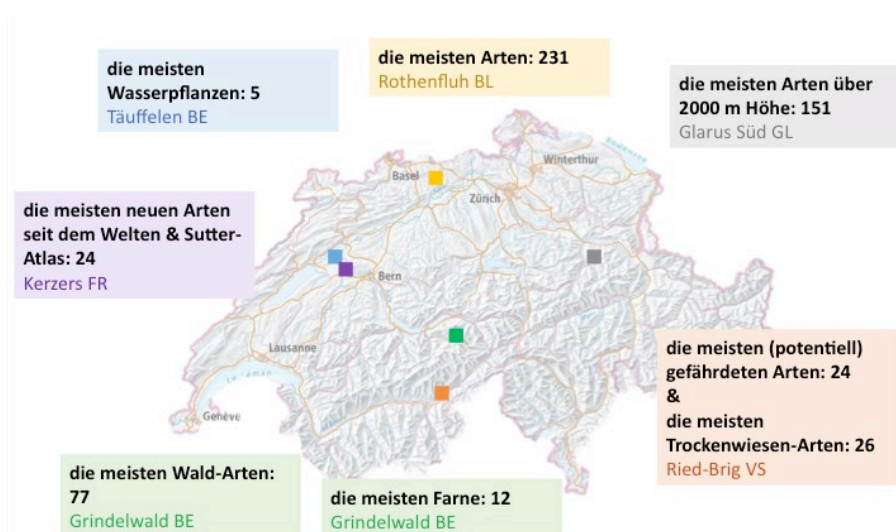 die meisten
Wasserpflanzen: 5
Täuffelen BE
die meisten Arten: 231
Rothenfluh BL
die meisten Arten über
2000 m Höhe: 151
Glarus Süd GL
die meisten neuen Arten
seit dem Welten & Sutter-
Atlas: 24
Kerzers FR
Basel
Winterthur
Bodensee
Zürich
Bern
Lausanne
Le Léman
Genève
die meisten (potentiell)
gefährdeten Arten: 24
&
die meisten
Trockenwiesen-Arten: 26
Ried-Brig VS
die meisten Wald-Arten:
77
Grindelwald BE
die meisten Farne: 12
Grindelwald BE